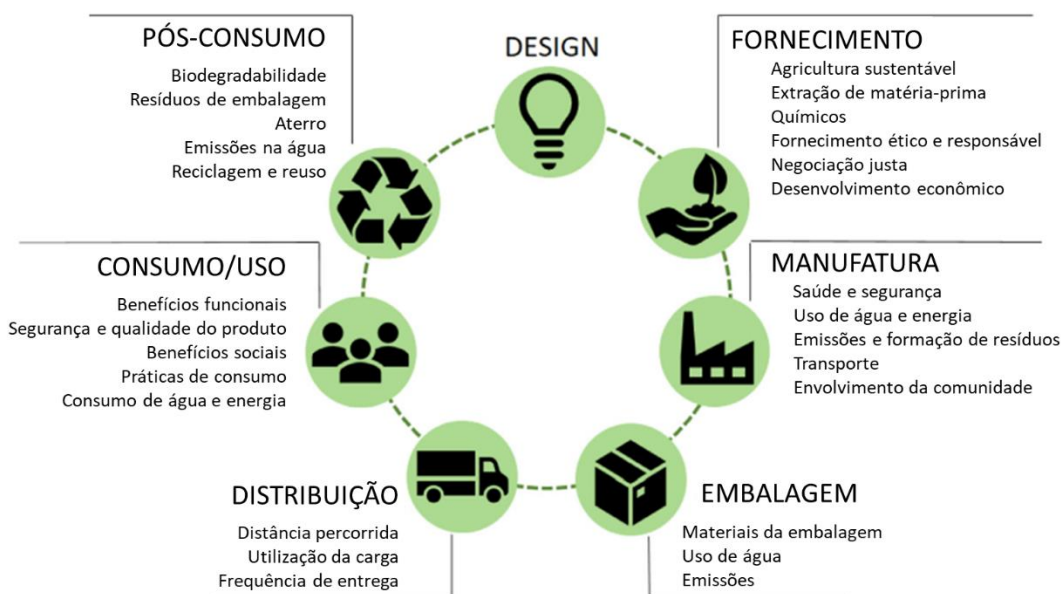 DESIGN
FORNECIMENTO
Agricultura sustentável
Extração de matéria-prima
Químicos
Fornecimento ético e responsável
Negociação justa
Desenvolvimento econômico
MANUFATURA
Saúde e segurança
Uso de água e energia
Emissões e formação de resíduos
Transporte
Envolvimento da comunidade
EMBALAGEM
Materiais da embalagem
Uso de água
Emissões
DISTRIBUIÇÃO
Distância percorrida
Utilização da carga
Frequência de entrega
CONSUMO/USO
Benefícios funcionais
Segurança e qualidade do produto
Benefícios sociais
Práticas de consumo
Consumo de água e energia
PÓS-CONSUMO
Biodegradabilidade
Resíduos de embalagem
Aterro
Emissões na água
Reciclagem e reuso